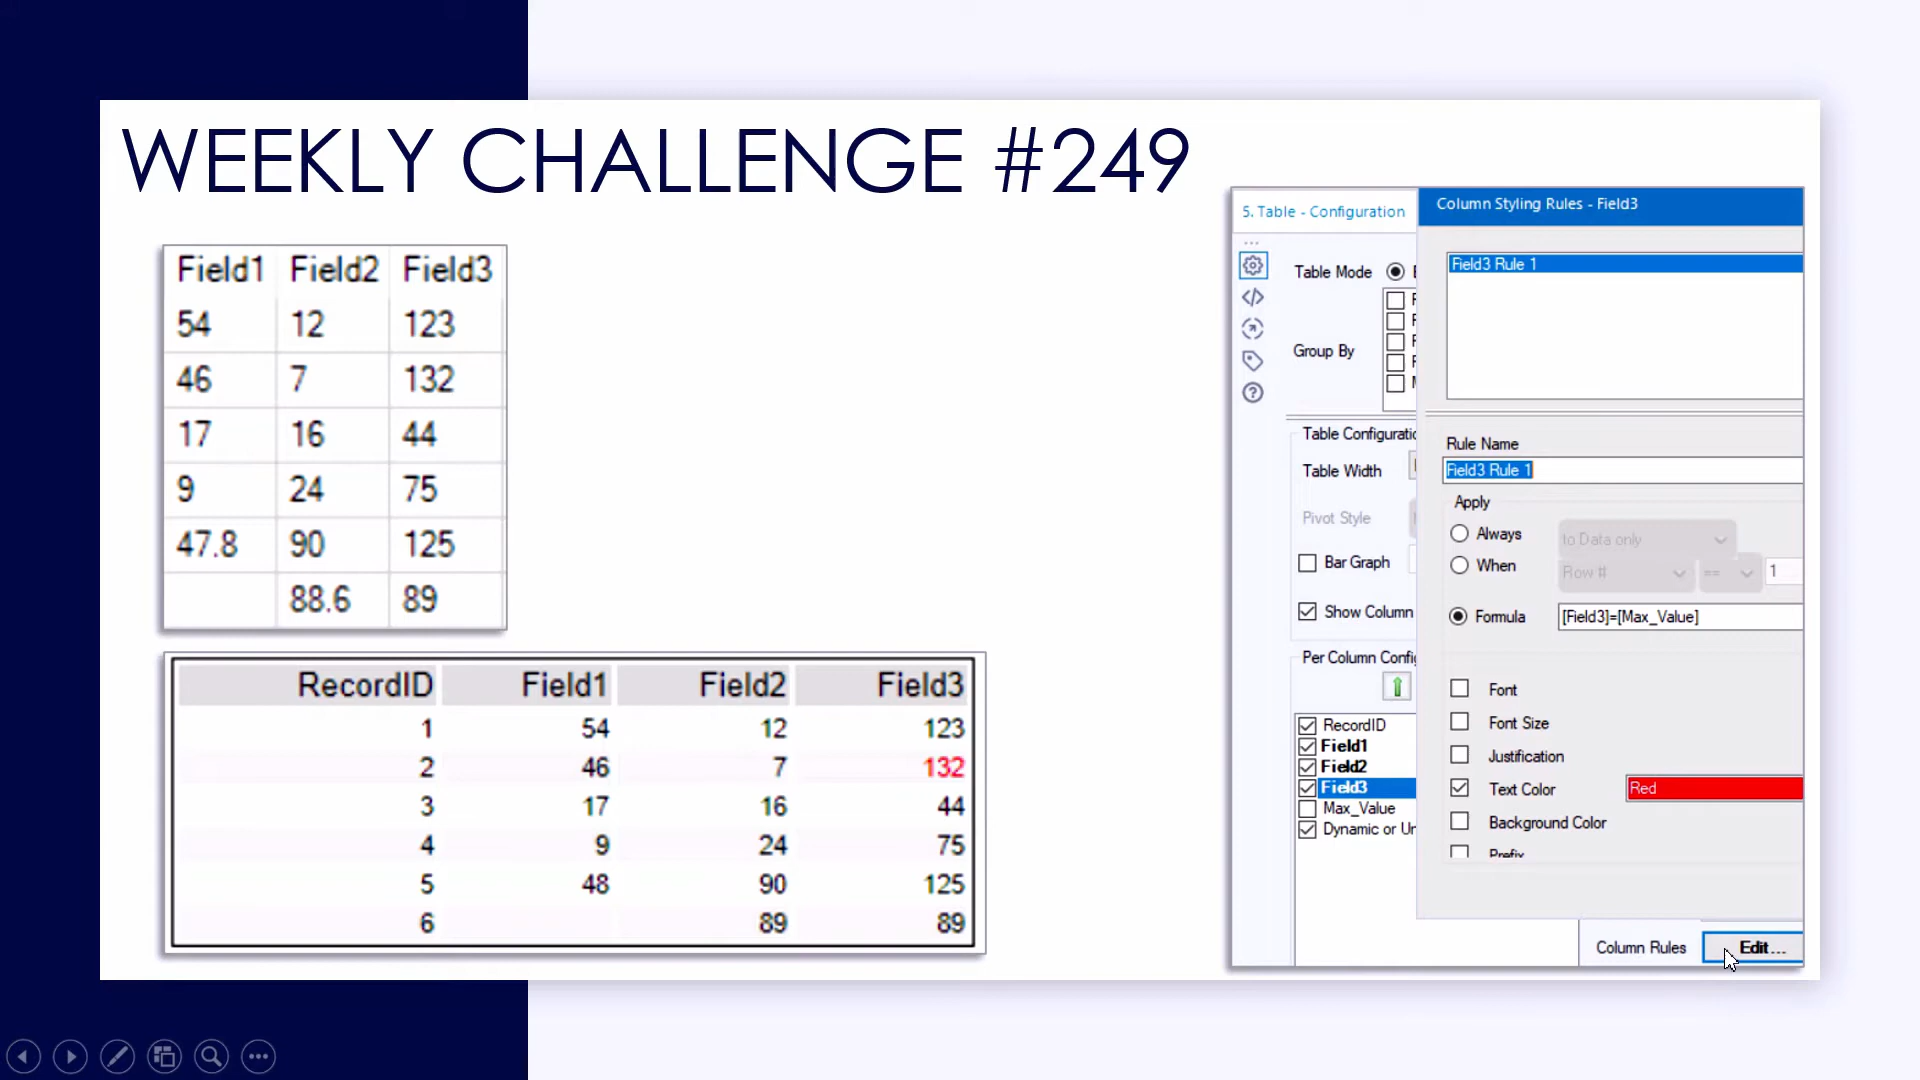 WEEKLY CHALLENGE #249
Field1 Field2 Field3
54 12 123
46 7 132
17 16 44
9 24 75
47.8 90 125
88.6 89
RecordID Field1 Field2 Field3
1 54 12 123
2 46 7 132
3 17 16 44
4 9 24 75
5 48 90 125
6 89 89
5. Table - Configuration
Table Mode
Group By
Table Configuratio
Table Width
Pivot Style
Bar Graph
Show Column
Per Column Config
RecordID
Field1
Field2
Field3
Max_Value
Dynamic or Un
Column Styling Rules - Field3
Field3 Rule 1
Rule Name
Field3 Rule 1
Apply
Always to Data only
When Row # == 1
Formula [Field3]=[Max_Value]
Font
Font Size
Justification
Text Color Red
Background Color
Prefix
Column Rules Edit...